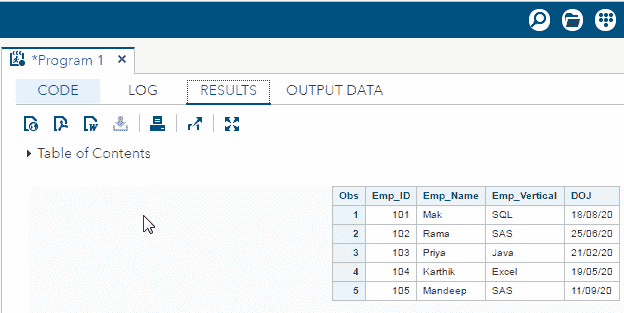 *Program 1 ×
CODE LOG RESULTS OUTPUT DATA
Table of Contents
Obs Emp_ID Emp_Name Emp_Vertical DOJ
1 101 Mak SQL 18/08/20
2 102 Rama SAS 25/06/20
3 103 Priya Java 21/02/20
4 104 Karthik Excel 19/05/20
5 105 Mandeep SAS 11/09/20